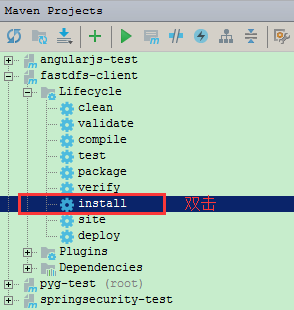 Maven Projects
angularjs-test
fastdfs-client
Lifecycle
clean
validate
compile
test
package
verify
install 双击
site
deploy
Plugins
Dependencies
pyg-test (root)
springsecurity-test